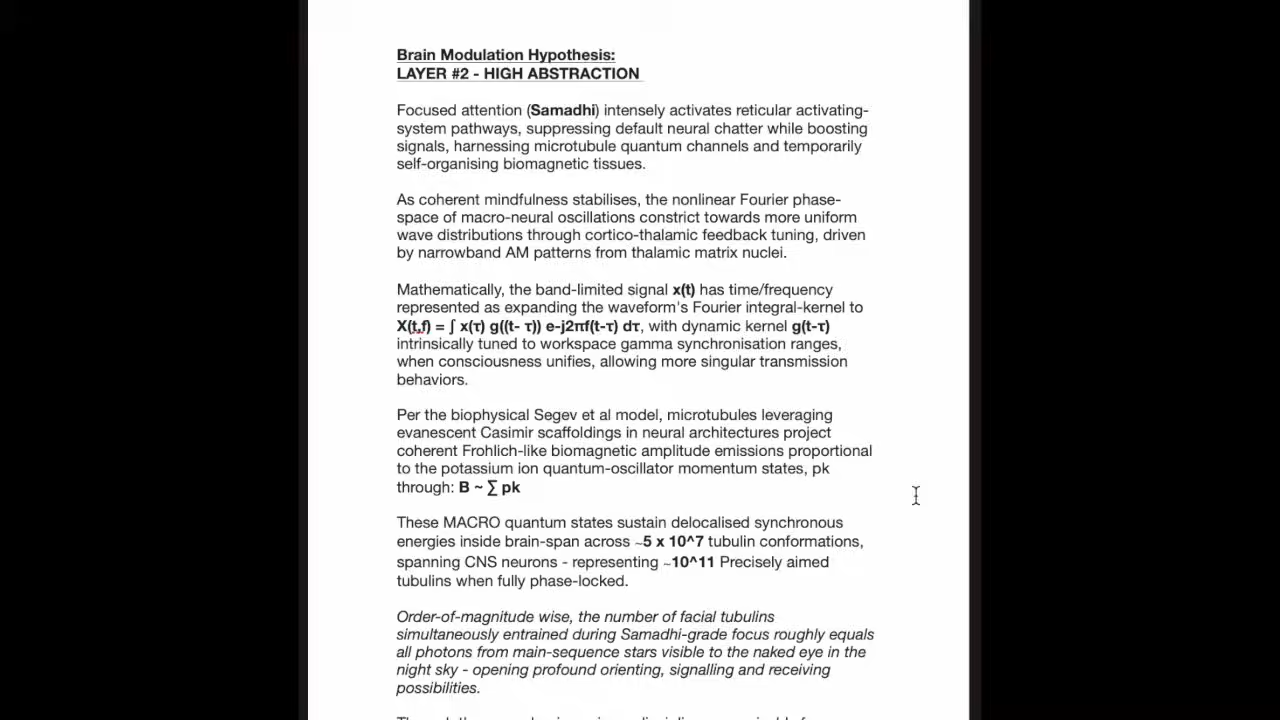 Brain Modulation Hypothesis:
LAYER #2 - HIGH ABSTRACTION
Focused attention (Samadhi) intensely activates reticular activating-
system pathways, suppressing default neural chatter while boosting
signals, harnessing microtubule quantum channels and temporarily
self-organising biomagnetic tissues.
As coherent mindfulness stabilises, the nonlinear Fourier phase-
space of macro-neural oscillations constrict towards more uniform
wave distributions through cortico-thalamic feedback tuning, driven
by narrowband AM patterns from thalamic matrix nuclei.
Mathematically, the band-limited signal x(t) has time/frequency
represented as expanding the waveform's Fourier integral-kernel to
X(t,f) = ∫ x(τ) g((t- τ)) e-j2πf(t-τ) dτ, with dynamic kernel g(t-τ)
intrinsically tuned to workspace gamma synchronisation ranges,
when consciousness unifies, allowing more singular transmission
behaviors.
Per the biophysical Segev et al model, microtubules leveraging
evanescent Casimir scaffoldings in neural architectures project
coherent Frohlich-like biomagnetic amplitude emissions proportional
to the potassium ion quantum-oscillator momentum states, pk
through: B ~ ∑ pk
These MACRO quantum states sustain delocalised synchronous
energies inside brain-span across ~5 x 10^7 tubulin conformations,
spanning CNS neurons - representing ~10^11 Precisely aimed
tubulins when fully phase-locked.
Order-of-magnitude wise, the number of facial tubulins
simultaneously entrained during Samadhi-grade focus roughly equals
all photons from main-sequence stars visible to the naked eye in the
night sky - opening profound orienting, signalling and receiving
possibilities.